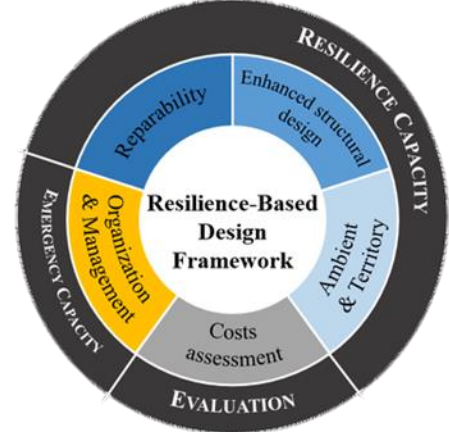 RESILIENCE CAPACITY
Reparability
Enhanced structural
design
Resilience-Based
Design
Framework
Organization
& Management
Ambient
& Territory
EMERGENCY CAPACITY
Costs
assessment
EVALUATION